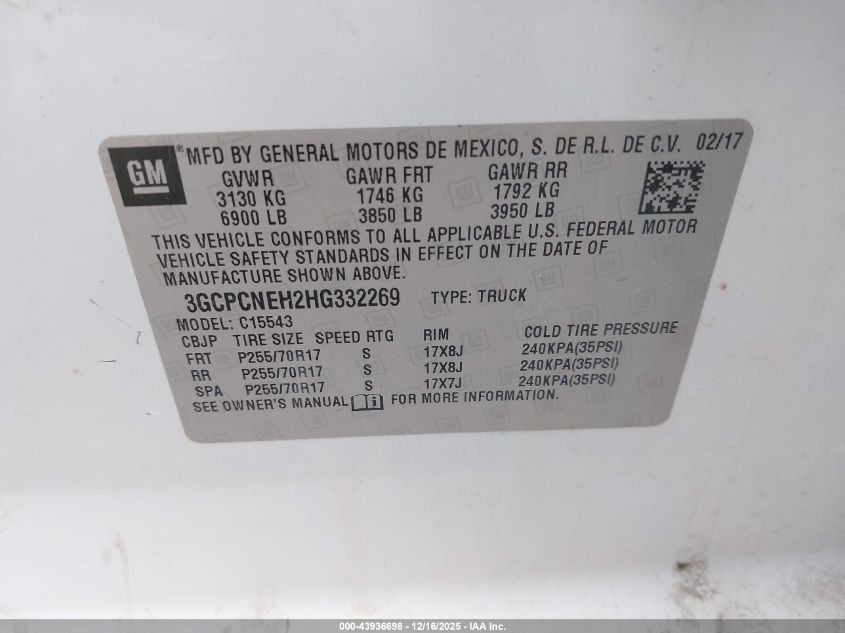 GM ® MFD BY GENERAL MOTORS DE MEXICO, S. DE R.L. DE C.V. 02/17
GVWR GAWR FRT GAWR RR
3130 KG 1746 KG 1792 KG
6900 LB 3850 LB 3950 LB
THIS VEHICLE CONFORMS TO ALL APPLICABLE U.S. FEDERAL MOTOR
VEHICLE SAFETY STANDARDS IN EFFECT ON THE DATE OF
MANUFACTURE SHOWN ABOVE.
3GCPCNEH2HG332269 TYPE: TRUCK
MODEL: C15543
CBJP TIRE SIZE SPEED RTG RIM COLD TIRE PRESSURE
FRT P255/70R17 S 17X8J 240KPA(35PSI)
RR P255/70R17 S 17X8J 240KPA(35PSI)
SPA P255/70R17 S 17X7J 240KPA(35PSI)
SEE OWNER'S MANUAL FOR MORE INFORMATION.
000-43936698 - 12/16/2025 - IAA Inc.